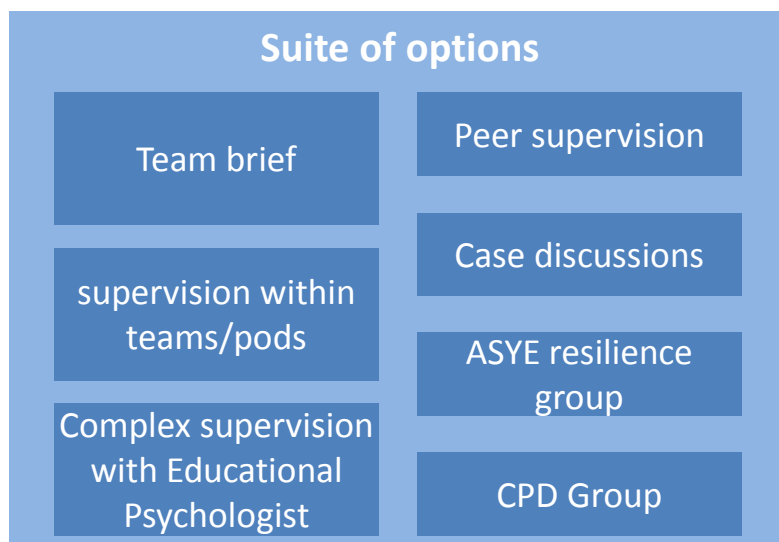 Suite of options
Team brief
supervision within
teams/pods
Complex supervision
with Educational
Psychologist
Peer supervision
Case discussions
ASYE resilience
group
CPD Group